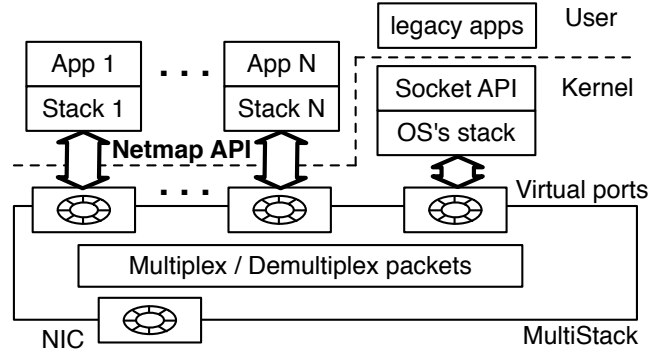 legacy apps
User
App 1
. . .
App N
Kernel
Stack 1
Stack N
Socket API
OS's stack
Netmap API
. . .
Virtual ports
Multiplex / Demultiplex packets
NIC
MultiStack